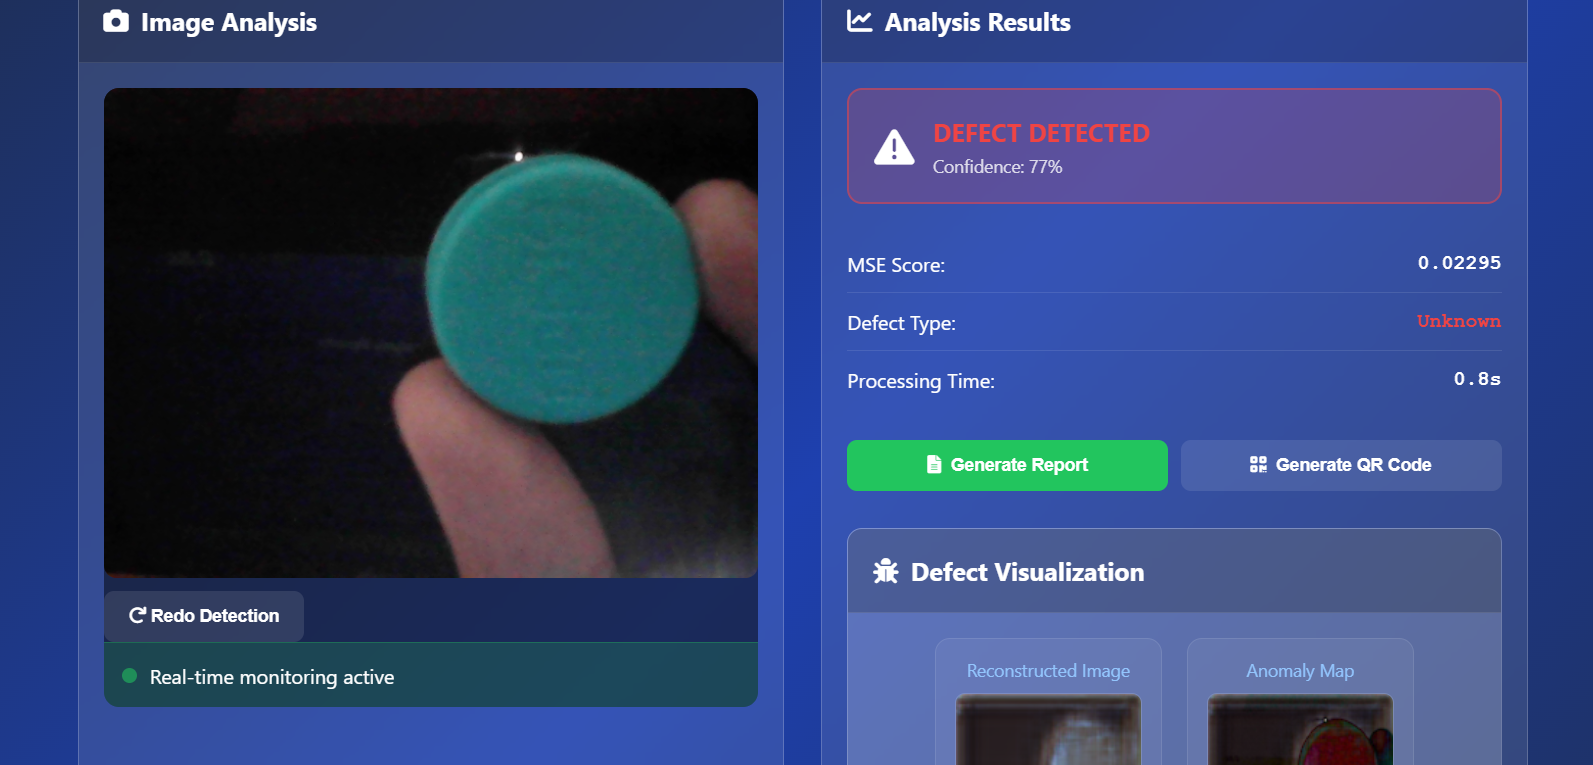 Image Analysis
Redo Detection
Real-time monitoring active
Analysis Results
DEFECT DETECTED
Confidence: 77%
MSE Score: 0.02295
Defect Type: Unknown
Processing Time: 0.8s
Generate Report
Generate QR Code
Defect Visualization
Reconstructed Image
Anomaly Map